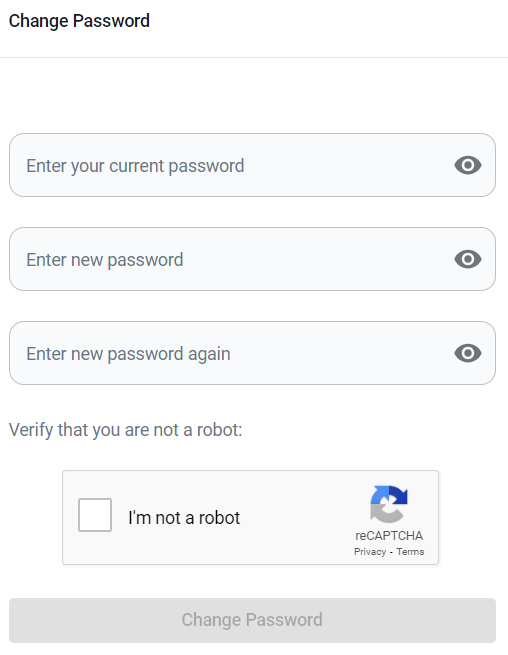 Change Password
Enter your current password
Enter new password
Enter new password again
Verify that you are not a robot:
I'm not a robot
reCAPTCHA
Privacy - Terms
Change Password